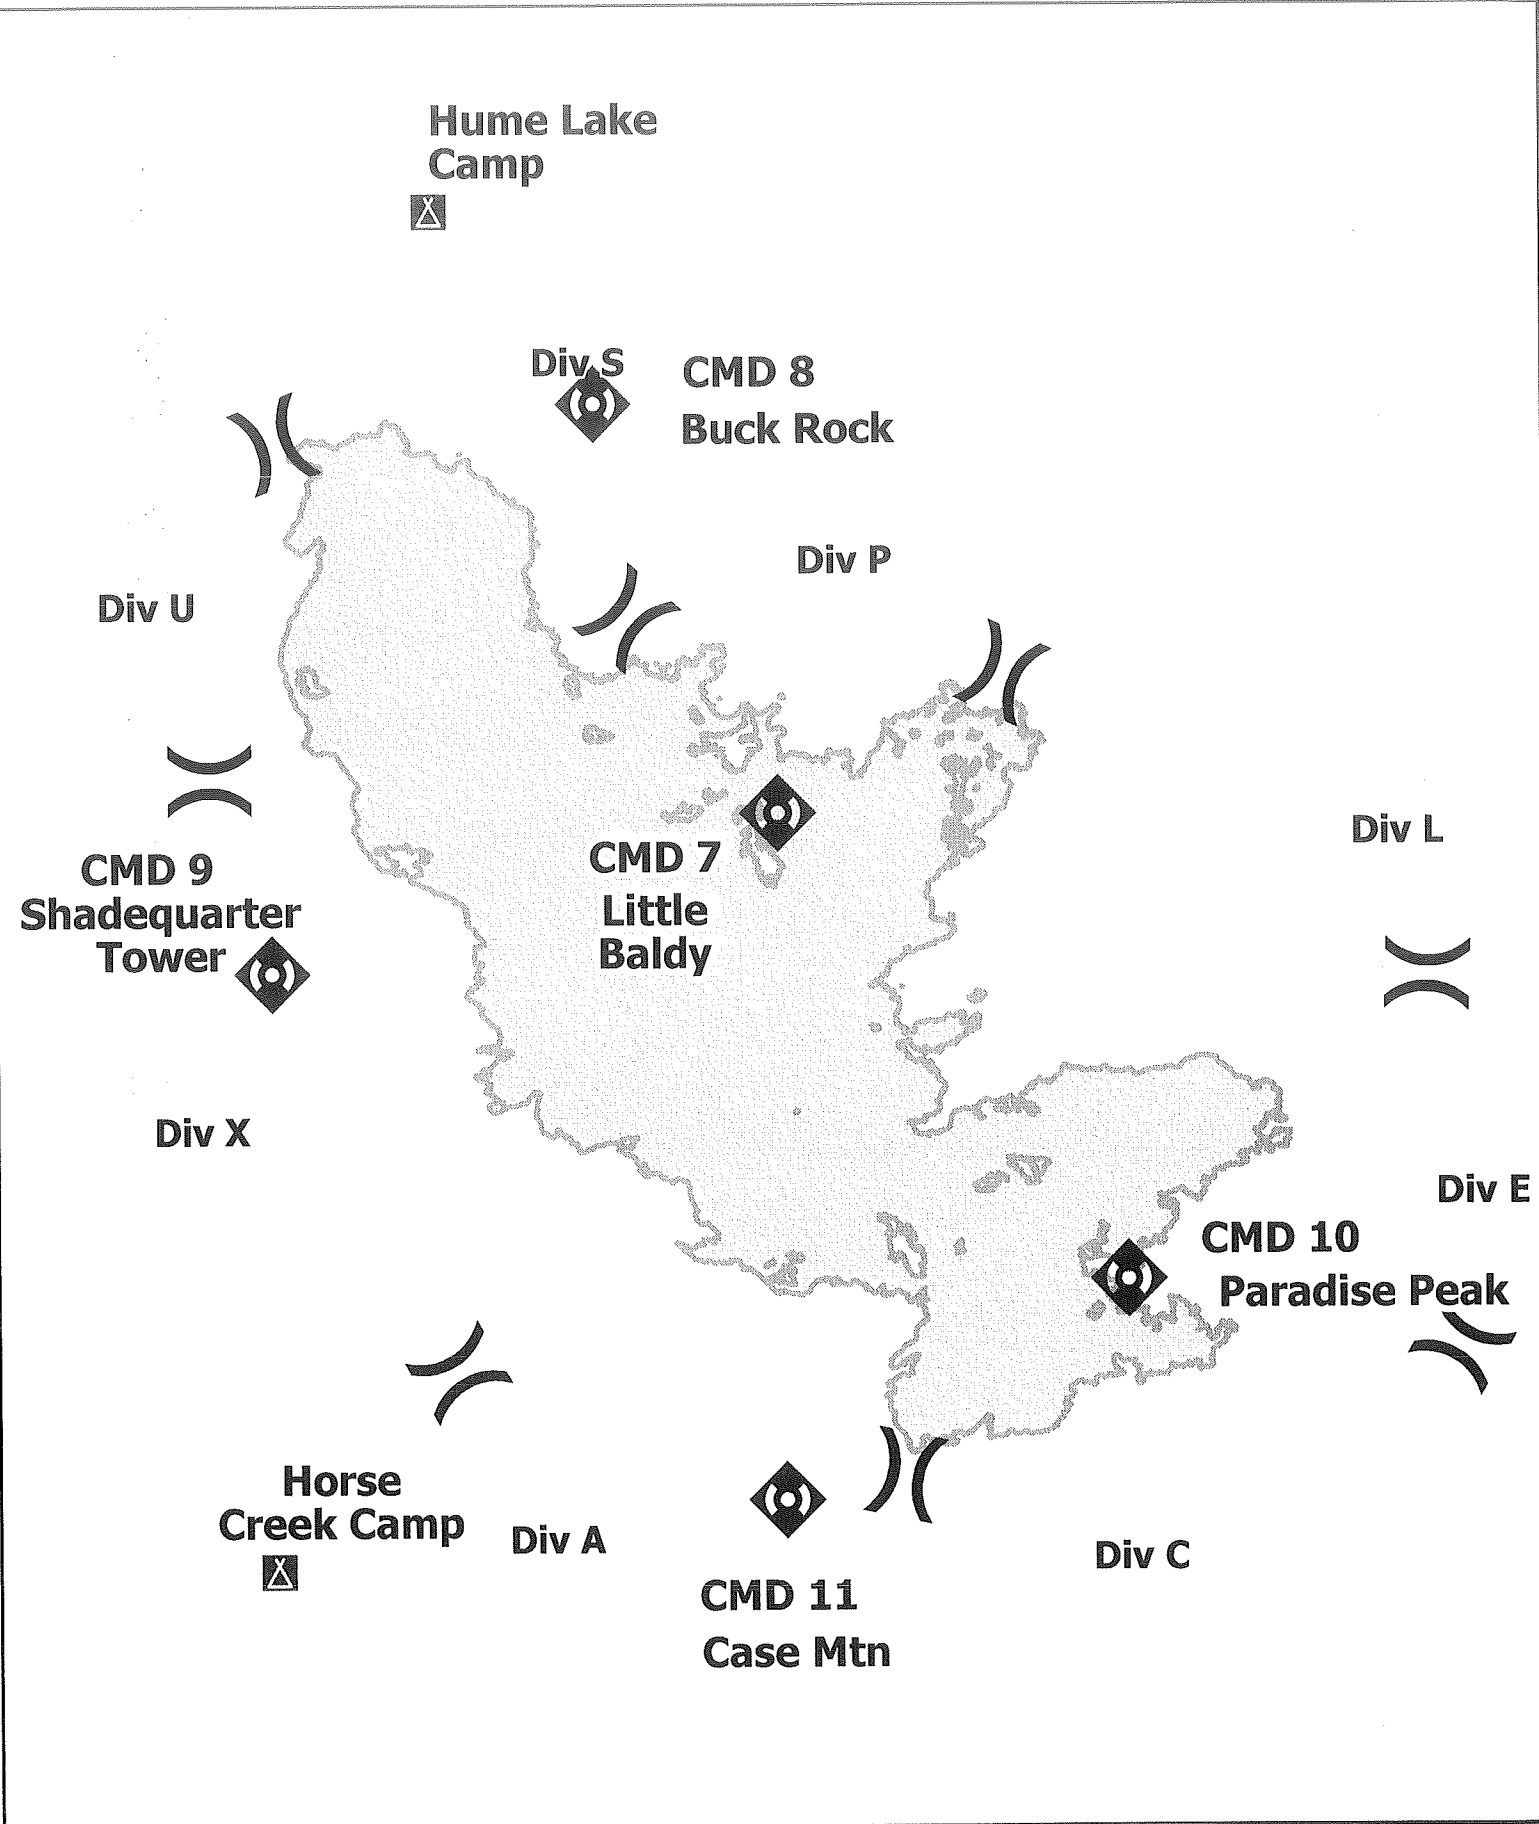 Hume Lake
Camp
Div S
CMD 8
Buck Rock
Div P
Div U
Div L
CMD 9
Shadequarter
Tower
CMD 7
Little
Baldy
Div X
Div E
CMD 10
Paradise Peak
Horse
Creek Camp
Div A
Div C
CMD 11
Case Mtn